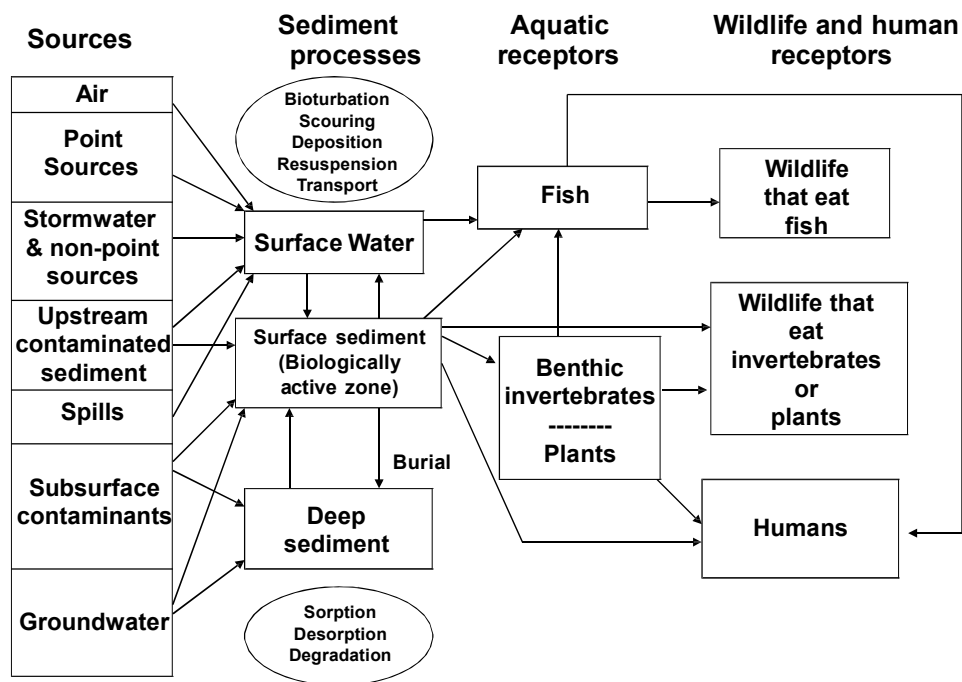 Sources
Sediment
processes
Aquatic
receptors
Wildlife and human
receptors
Air
Point
Sources
Stormwater
& non-point
sources
Upstream
contaminated
sediment
Spills
Subsurface
contaminants
Groundwater
Bioturbation
Scouring
Deposition
Resuspension
Transport
Surface Water
Surface sediment
(Biologically
active zone)
Burial
Deep
sediment
Sorption
Desorption
Degradation
Fish
Benthic
invertebrates
--------
Plants
Wildlife
that eat
fish
Wildlife that
eat
invertebrates
or
plants
Humans